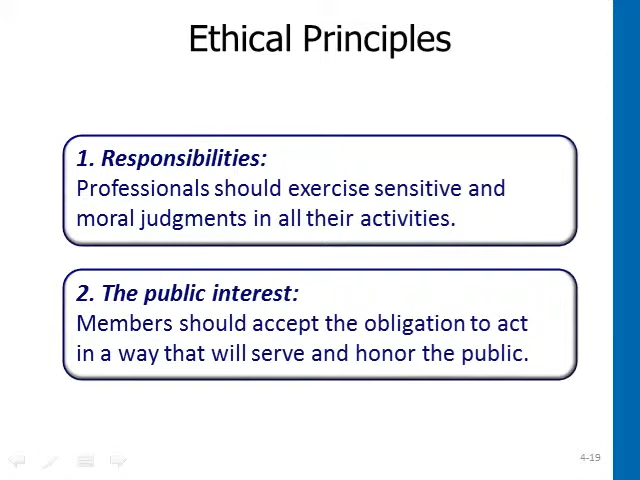 Ethical Principles
1. Responsibilities:
Professionals should exercise sensitive and
moral judgments in all their activities.
2. The public interest:
Members should accept the obligation to act
in a way that will serve and honor the public.
4-19